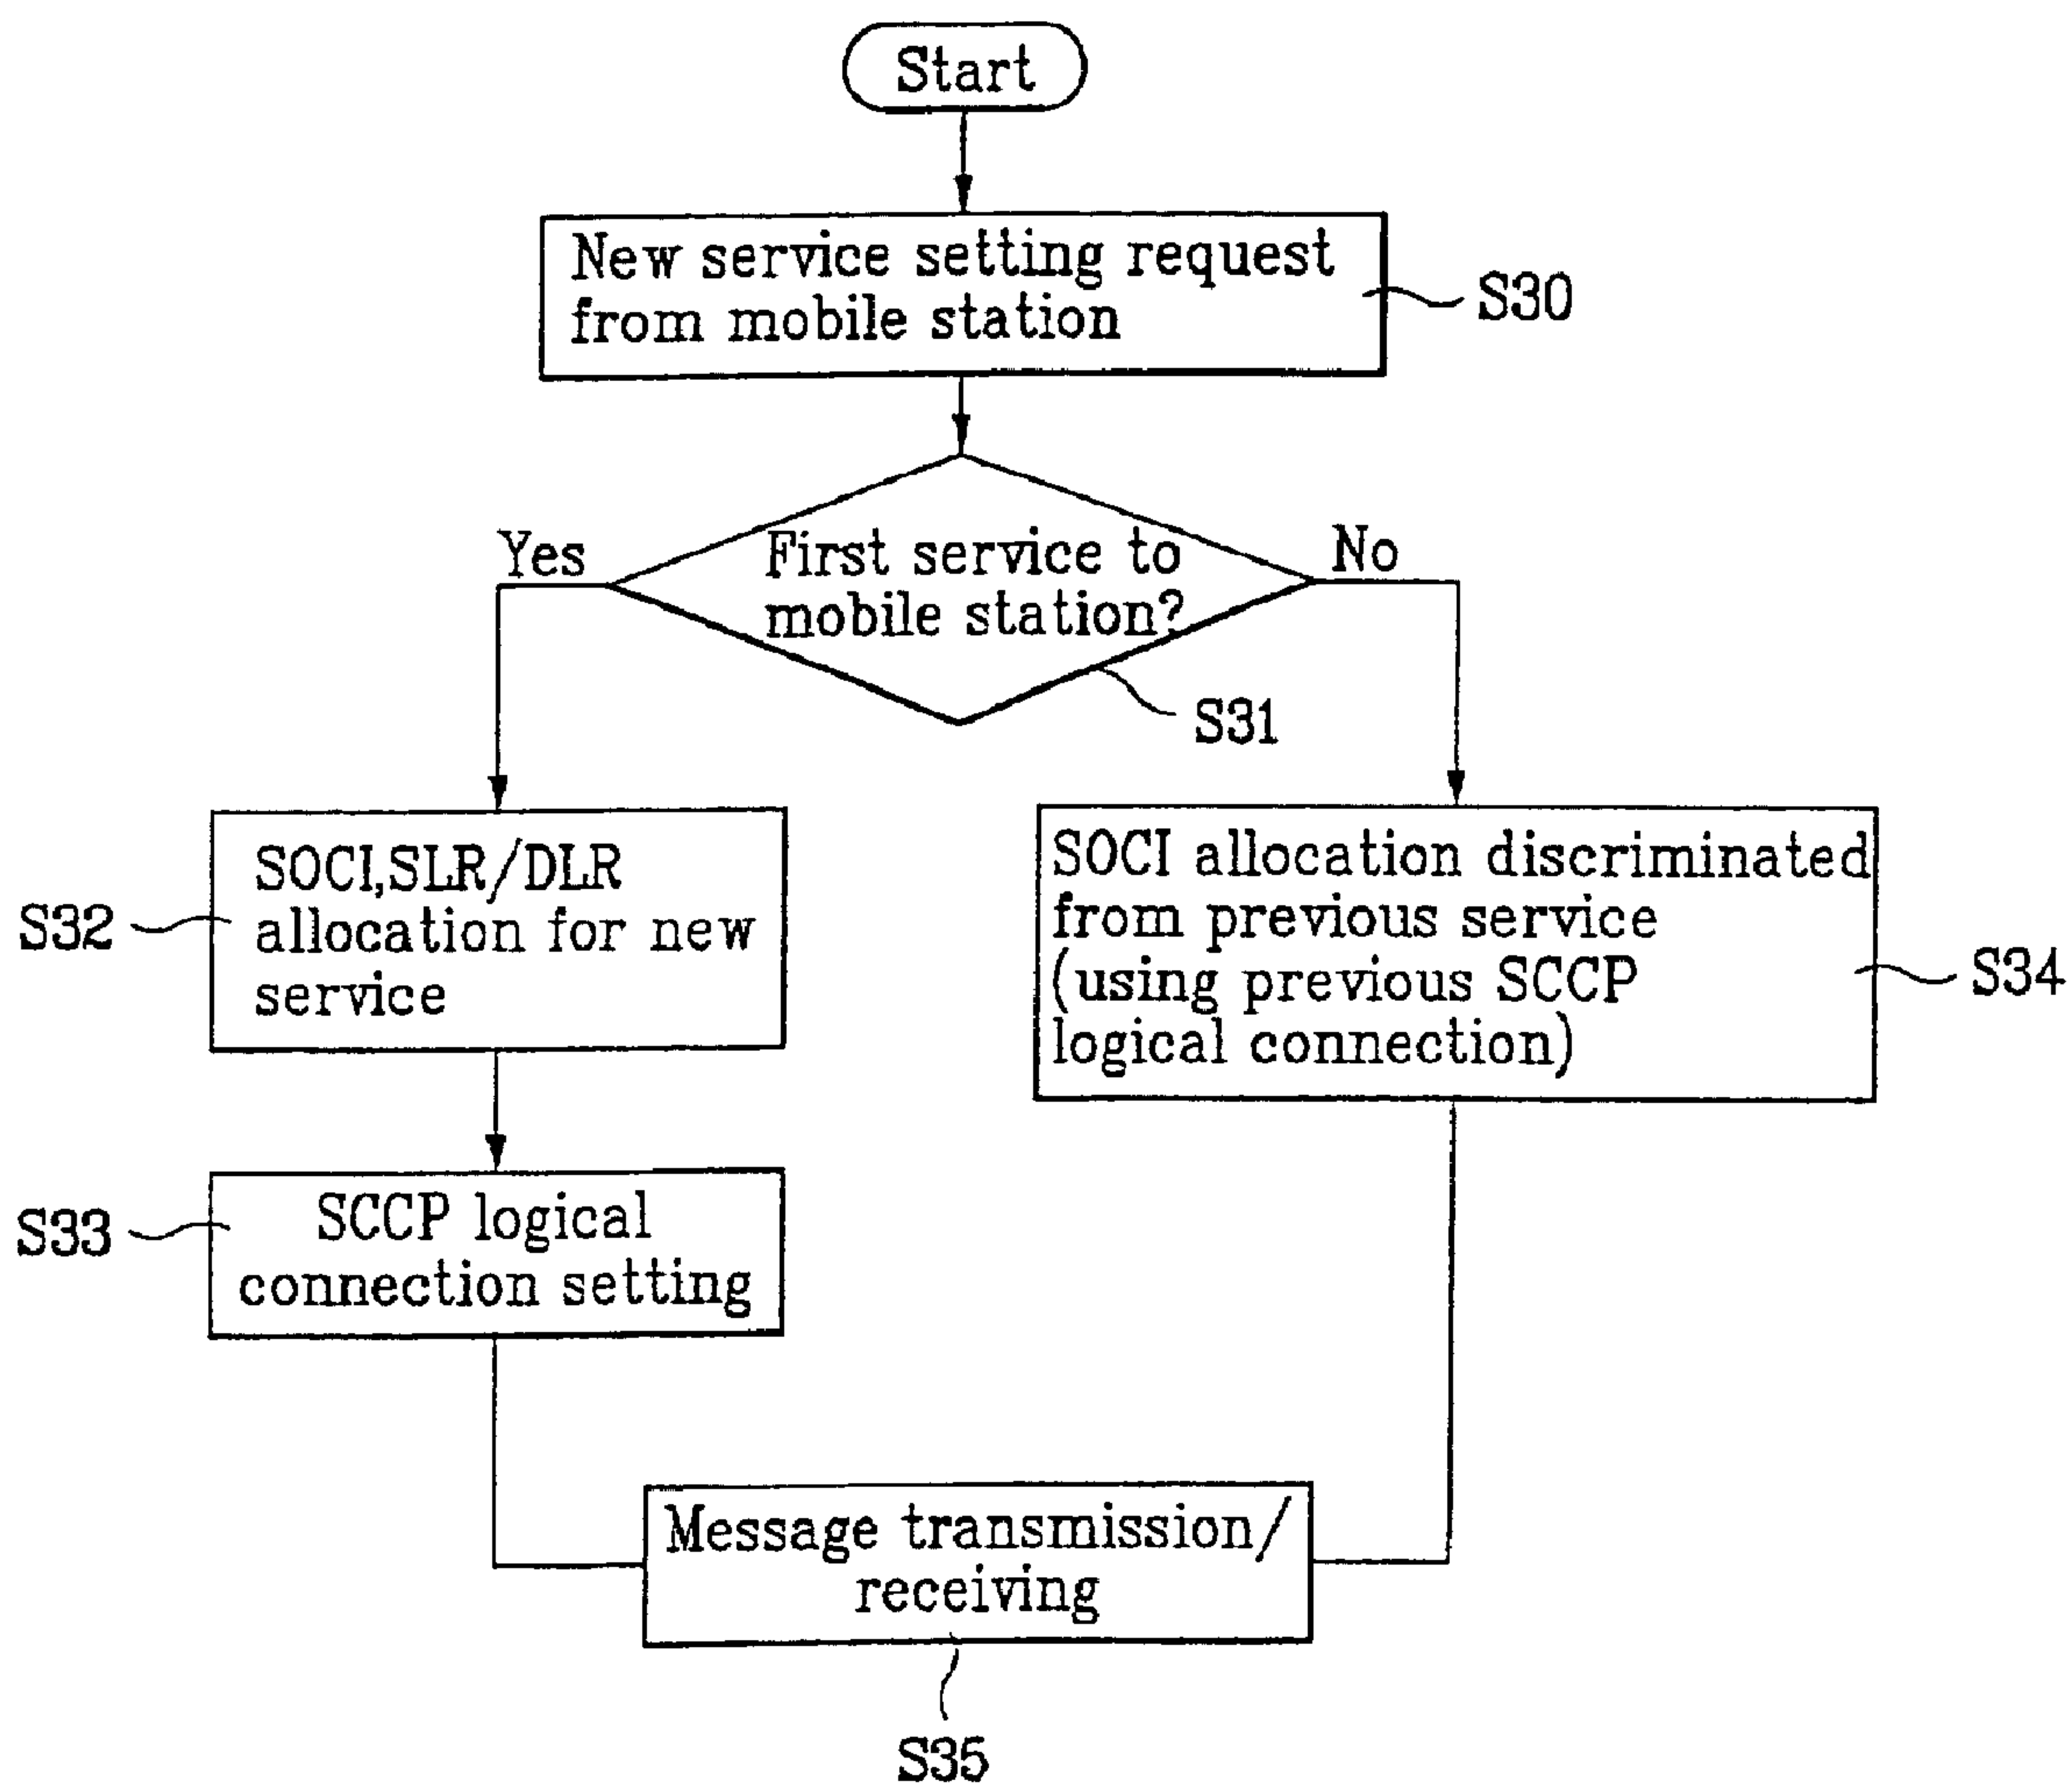 Start
New service setting request
from mobile station
S30
Yes
First service to
mobile station?
No
S31
SOCI,SLR/DLR
allocation for new
service
S32
SOCI allocation discriminated
from previous service
(using previous SCCP
logical connection)
S34
SCCP logical
connection setting
S33
Message transmission/
receiving
S35